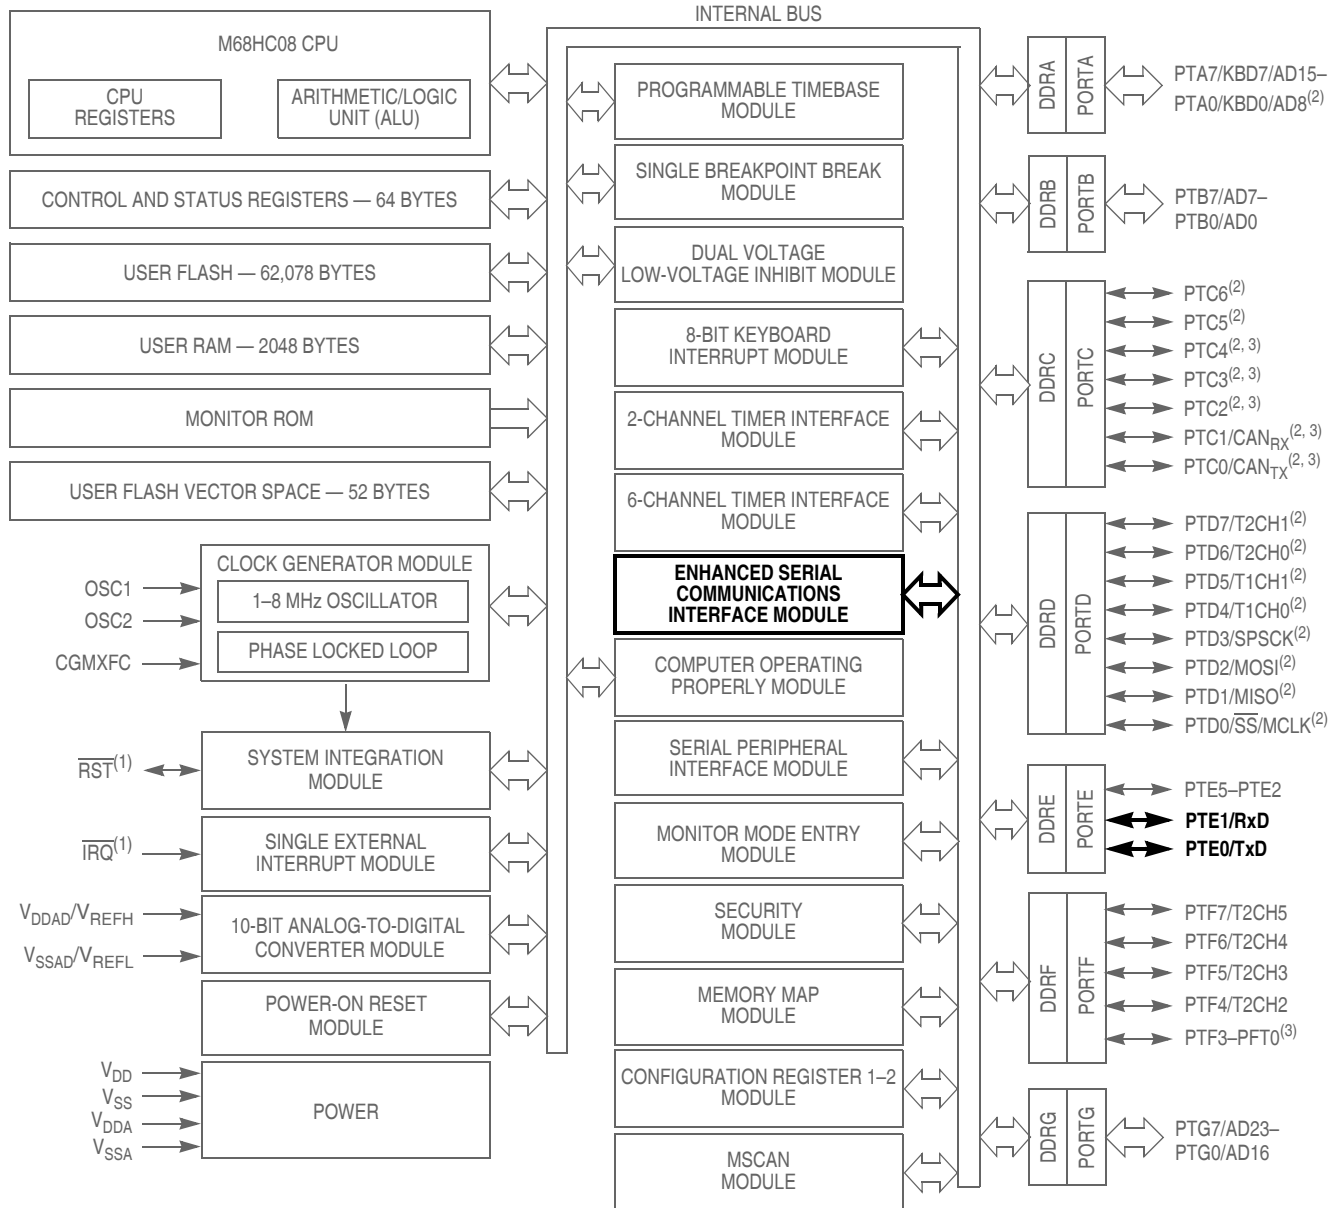 INTERNAL BUS
M68HC08 CPU
CPU
REGISTERS
ARITHMETIC/LOGIC
UNIT (ALU)
CONTROL AND STATUS REGISTERS — 64 BYTES
USER FLASH — 62,078 BYTES
USER RAM — 2048 BYTES
MONITOR ROM
USER FLASH VECTOR SPACE — 52 BYTES
OSC1
OSC2
CGMXFC
CLOCK GENERATOR MODULE
1–8 MHz OSCILLATOR
PHASE LOCKED LOOP
RST(1)
SYSTEM INTEGRATION
MODULE
IRQ(1)
SINGLE EXTERNAL
INTERRUPT MODULE
VDDAD/VREFH
VSSAD/VREFL
10-BIT ANALOG-TO-DIGITAL
CONVERTER MODULE
POWER-ON RESET
MODULE
VDD
VSS
VDDA
VSSA
POWER
PROGRAMMABLE TIMEBASE
MODULE
SINGLE BREAKPOINT BREAK
MODULE
DUAL VOLTAGE
LOW-VOLTAGE INHIBIT MODULE
8-BIT KEYBOARD
INTERRUPT MODULE
2-CHANNEL TIMER INTERFACE
MODULE
6-CHANNEL TIMER INTERFACE
MODULE
ENHANCED SERIAL
COMMUNICATIONS
INTERFACE MODULE
COMPUTER OPERATING
PROPERLY MODULE
SERIAL PERIPHERAL
INTERFACE MODULE
MONITOR MODE ENTRY
MODULE
SECURITY
MODULE
MEMORY MAP
MODULE
CONFIGURATION REGISTER 1–2
MODULE
MSCAN
MODULE
DDRA
PORTA
PTA7/KBD7/AD15–
PTA0/KBD0/AD8(2)
DDRB
PORTB
PTB7/AD7–
PTB0/AD0
DDRC
PORTC
PTC6(2)
PTC5(2)
PTC4(2, 3)
PTC3(2, 3)
PTC2(2, 3)
PTC1/CANRX(2, 3)
PTC0/CANTX(2, 3)
DDRD
PORTD
PTD7/T2CH1(2)
PTD6/T2CH0(2)
PTD5/T1CH1(2)
PTD4/T1CH0(2)
PTD3/SPSCK(2)
PTD2/MOSI(2)
PTD1/MISO(2)
PTD0/SS/MCLK(2)
DDRE
PORTE
PTE5–PTE2
PTE1/RxD
PTE0/TxD
DDRF
PORTF
PTF7/T2CH5
PTF6/T2CH4
PTF5/T2CH3
PTF4/T2CH2
PTF3–PFT0(3)
DDRG
PORTG
PTG7/AD23–
PTG0/AD16